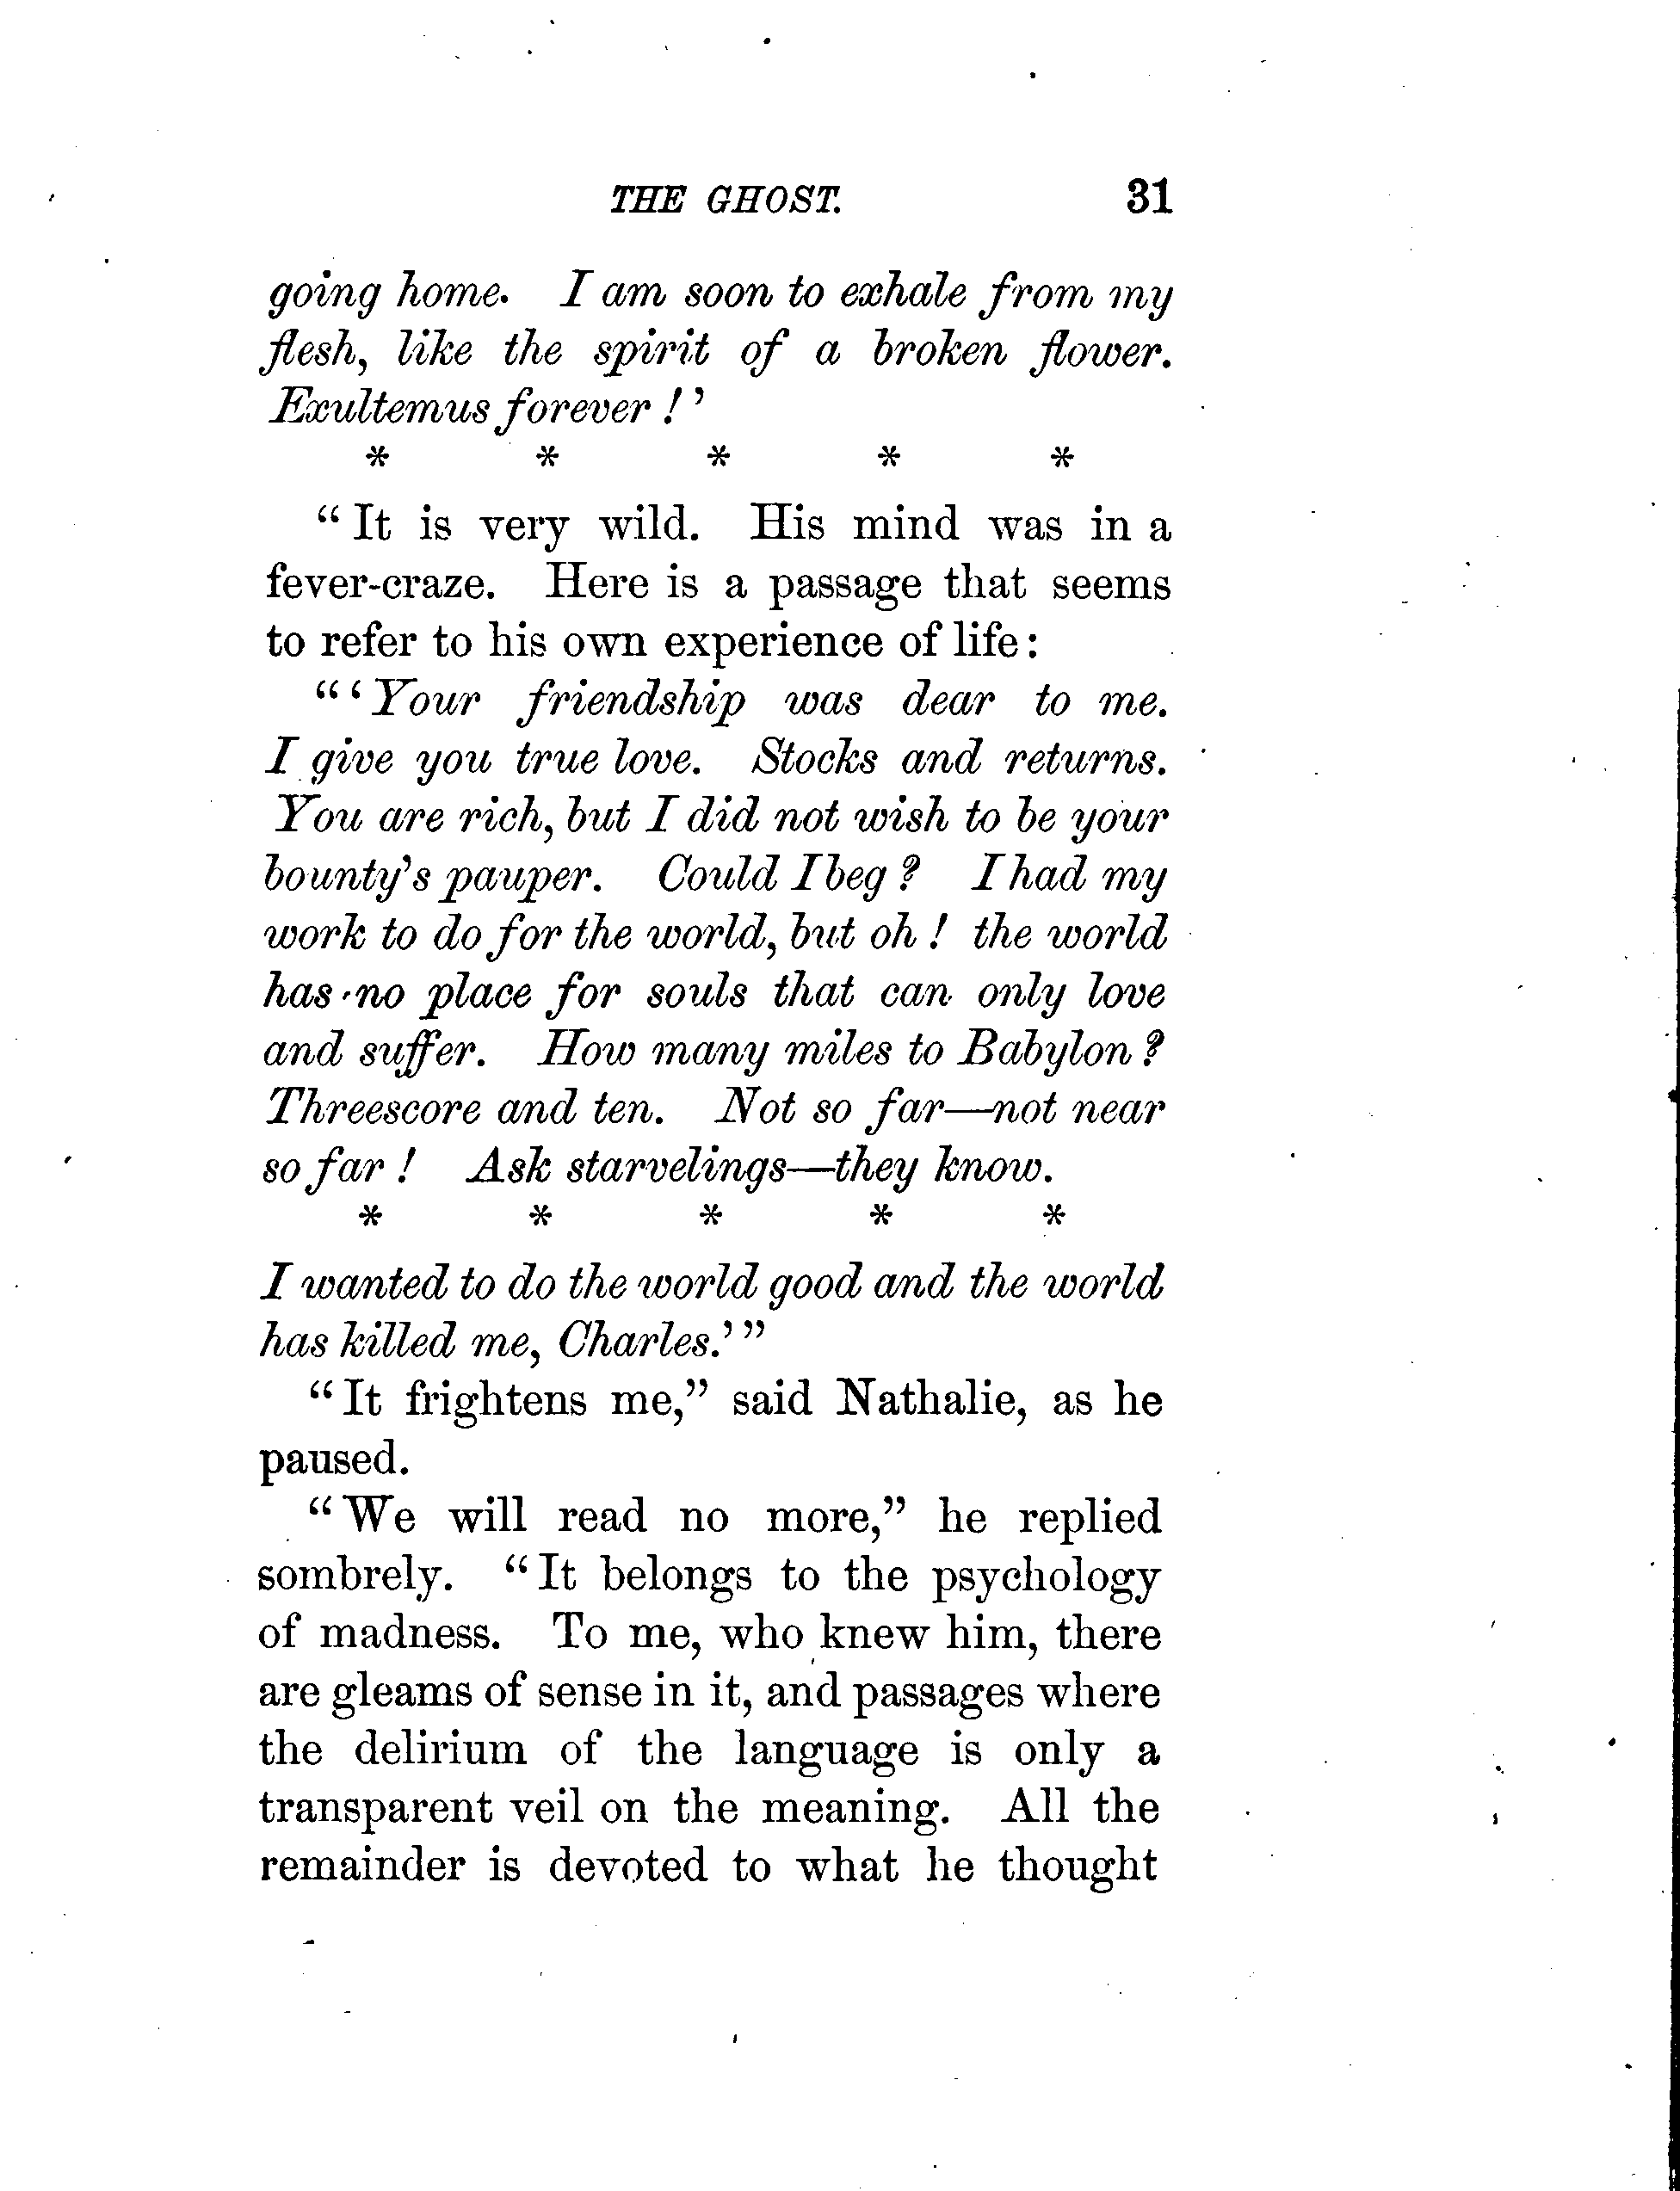 THE GHOST. 31
going home. I am soon to exhale from my
flesh, like the spirit of a broken flower.
Exultemus forever!’
* * * * *
“It is very wild. His mind was in a
fever-craze. Here is a passage that seems
to refer to his own experience of life:
“‘Your friendship was dear to me.
I give you true love. Stocks and returns.
You are rich, but I did not wish to be your
bounty’s pauper. Could I beg? I had my
work to do for the world, but oh! the world
has no place for souls that can only love
and suffer. How many miles to Babylon?
Threescore and ten. Not so far—not near
so far! Ask starvelings—they know.
* * * * *
I wanted to do the world good and the world
has killed me, Charles.’”
“It frightens me,” said Nathalie, as he
paused.
“We will read no more,” he replied
sombrely. “It belongs to the psychology
of madness. To me, who knew him, there
are gleams of sense in it, and passages where
the delirium of the language is only a
transparent veil on the meaning. All the
remainder is devoted to what he thought